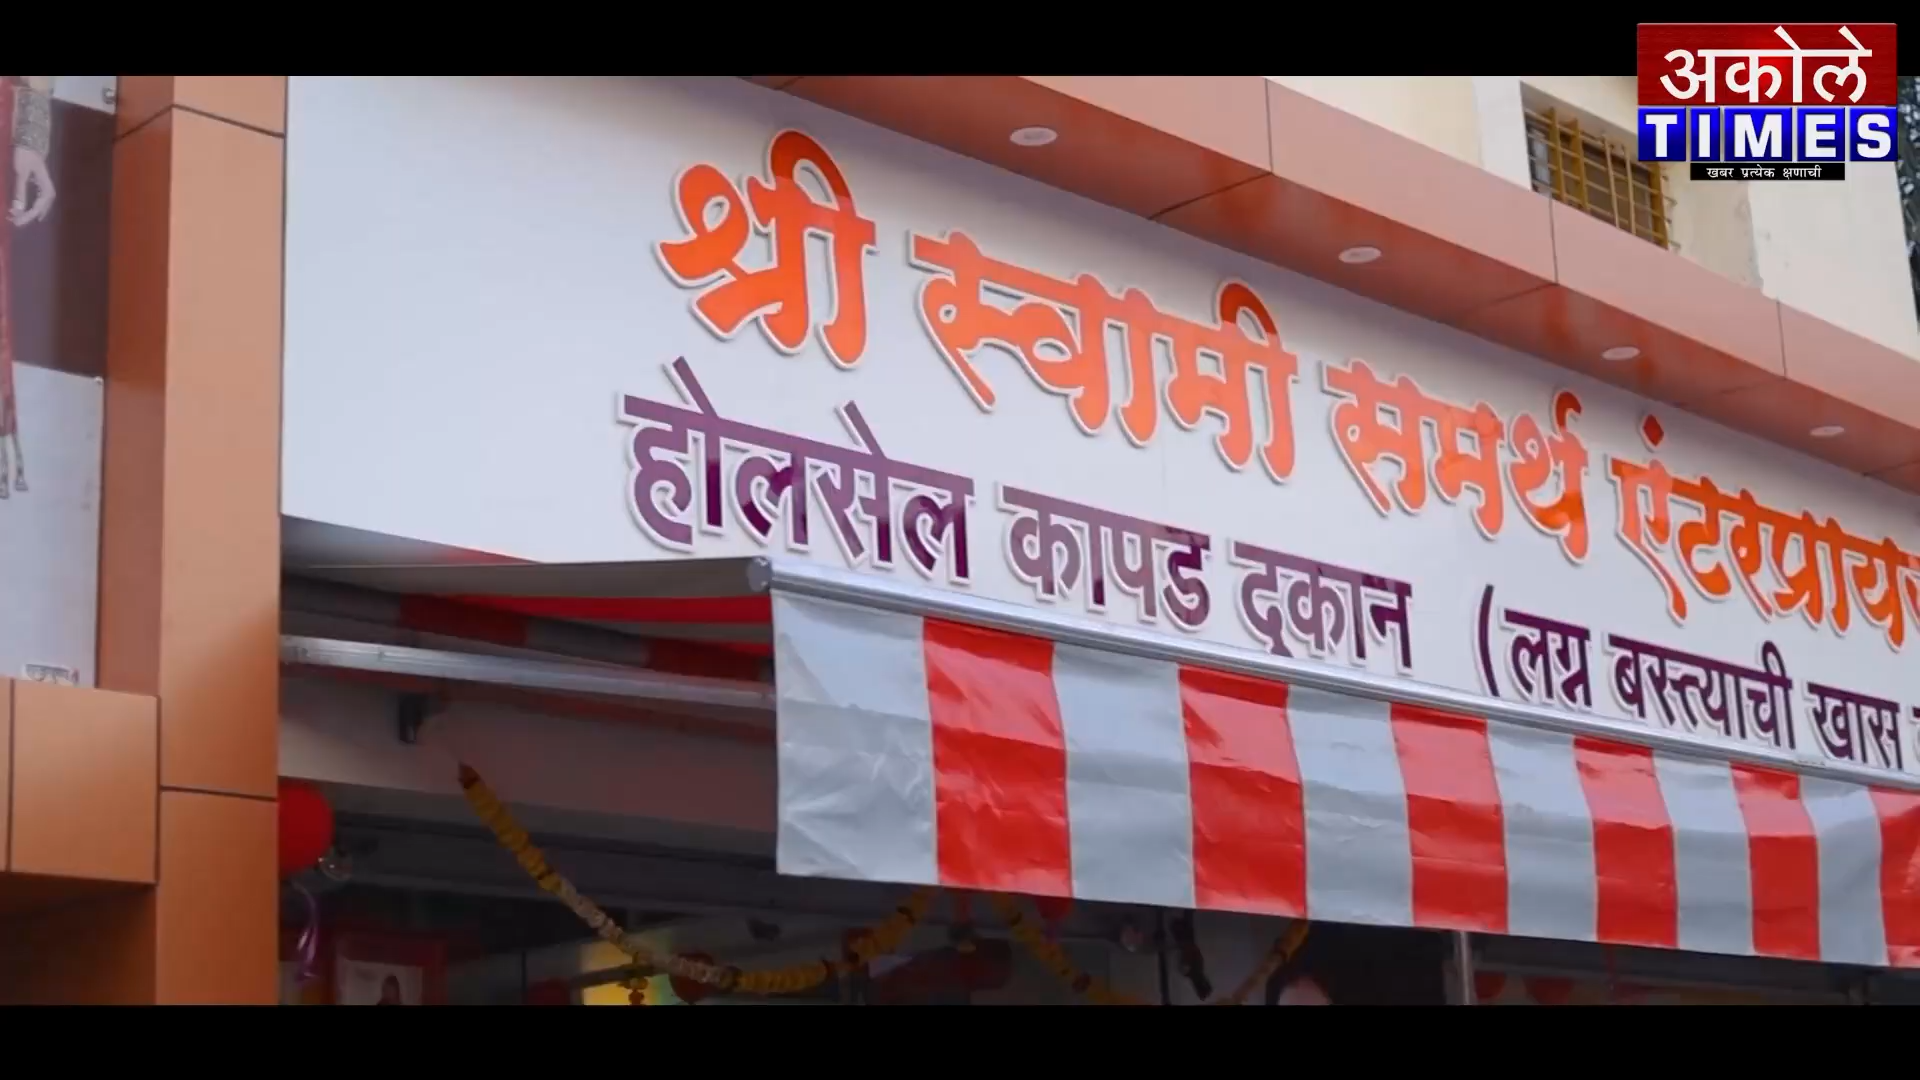 अकोले
TIMES
खबर प्रत्येक क्षणाची
श्री स्वामी समर्थ एंटरप्रायज
होलसेल कापड दुकान (लग्न बस्त्याची खास